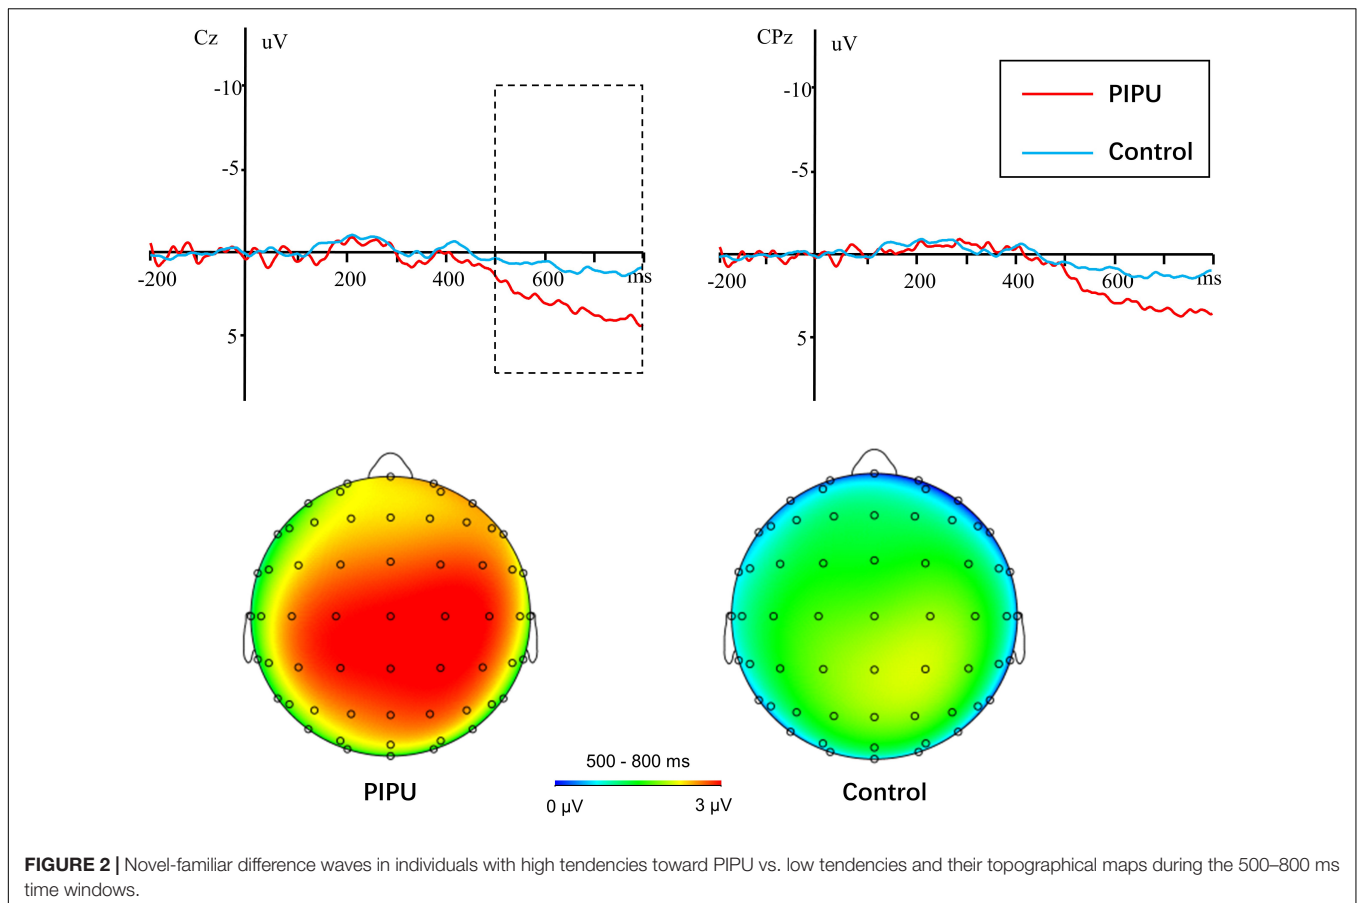 Cz
uV
-10
-5
-200
200
400
600
ms
5
CPz
uV
-10
-5
-200
200
400
600
ms
5
PIPU
Control
500 - 800 ms
0 μV
3 μV
PIPU
Control
FIGURE 2 | Novel-familiar difference waves in individuals with high tendencies toward PIPU vs. low tendencies and their topographical maps during the 500–800 ms
time windows.